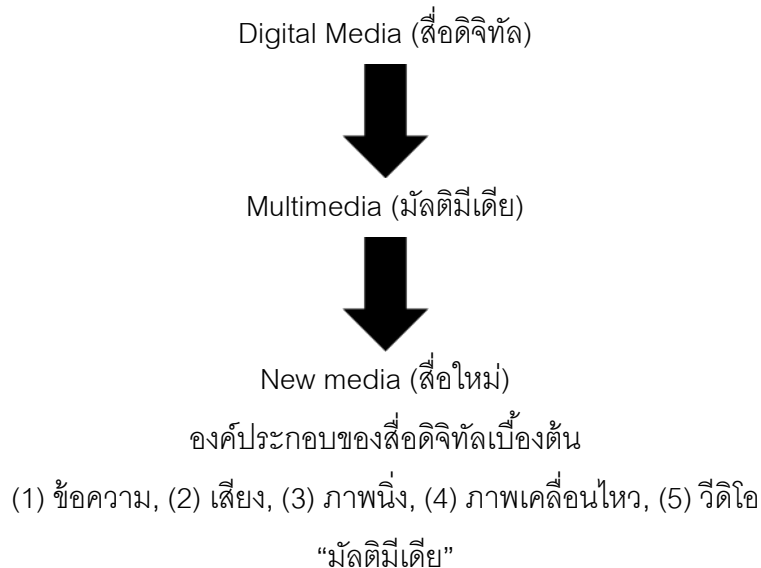 Digital Media (สื่อดิจิทัล)
Multimedia (มัลติมีเดีย)
New media (สื่อใหม่)
องค์ประกอบของสื่อดิจิทัลเบื้องต้น
(1) ข้อความ, (2) เสียง, (3) ภาพนิ่ง, (4) ภาพเคลื่อนไหว, (5) วีดิโอ
“มัลติมีเดีย”